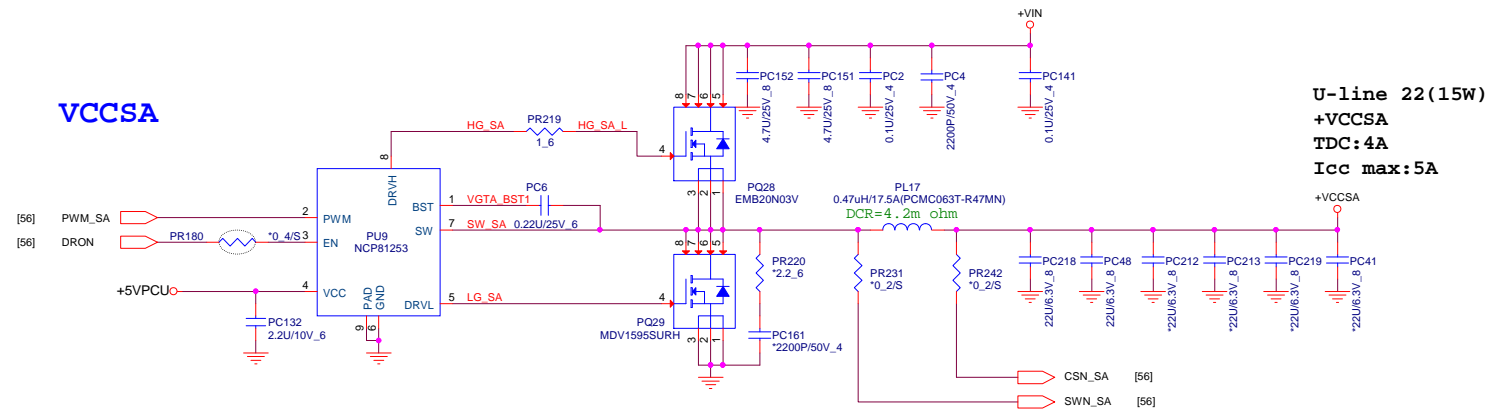 VCCSA
+VIN
PC152
4.7U/25V_8
PC151
4.7U/25V_8
PC2
0.1U/25V_4
PC4
2200P/50V_4
PC141
0.1U/25V_4
U-line 22(15W)
+VCCSA
TDC:4A
Icc max:5A
8 7 6 5
HG_SA
PR219
1_6
HG_SA_L
4
3 2 1
PQ28
EMB20N03V
8
DRVH
[56] PWM_SA
2
PWM
[56] DRON
PR180
*0_4/S
3
EN
PU9
NCP81253
BST
1
VGTA_BST1
PC6
0.22U/25V_6
SW
7
SW_SA
+5VPCU
4
VCC
PAD
GND
9
6
DRVL
5
LG_SA
PC132
2.2U/10V_6
8 7 6 5
4
3 2 1
PQ29
MDV1595SURH
PR220
*2.2_6
PC161
*2200P/50V_4
PL17
0.47uH/17.5A(PCMC063T-R47MN)
DCR=4.2m ohm
PR231
*0_2/S
PR242
*0_2/S
+VCCSA
PC218
22U/6.3V_8
PC48
22U/6.3V_8
PC212
*22U/6.3V_8
PC213
*22U/6.3V_8
PC219
*22U/6.3V_8
PC41
*22U/6.3V_8
CSN_SA [56]
SWN_SA [56]